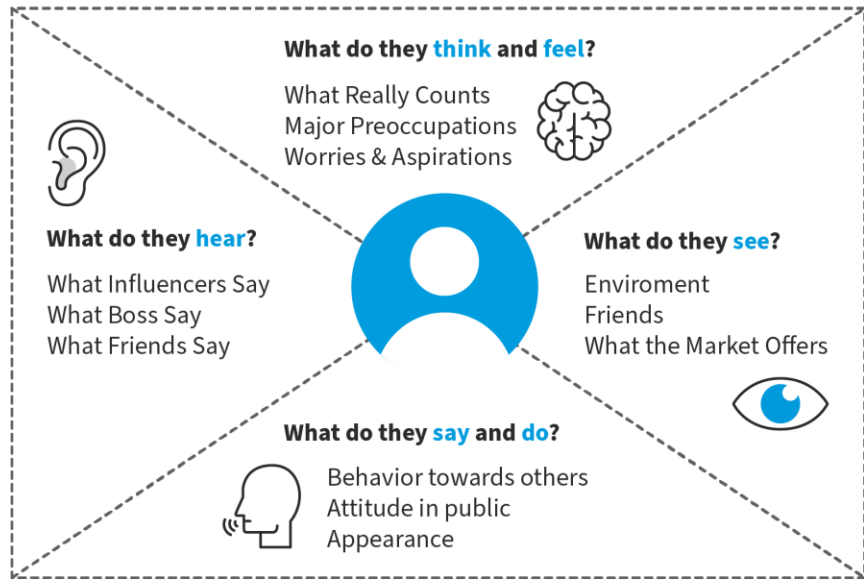 What do they think and feel?
What Really Counts
Major Preoccupations
Worries & Aspirations
What do they hear?
What Influencers Say
What Boss Say
What Friends Say
What do they see?
Enviroment
Friends
What the Market Offers
What do they say and do?
Behavior towards others
Attitude in public
Appearance